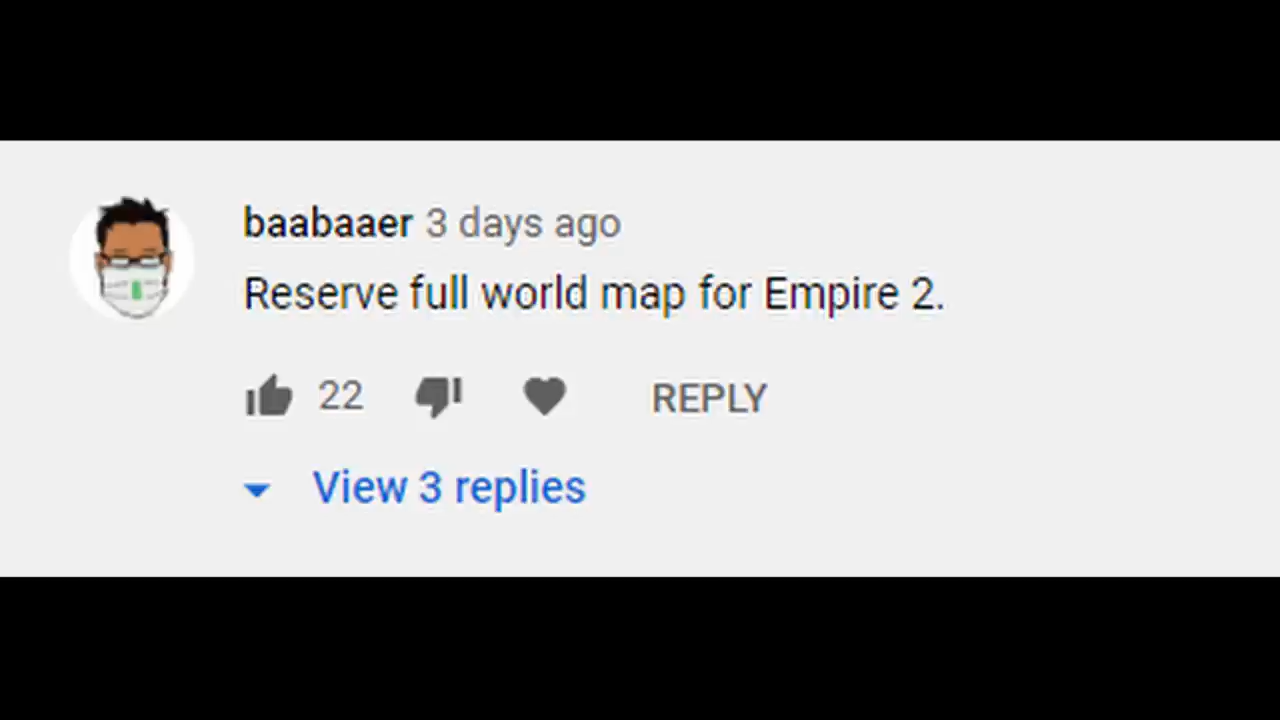 baabaaer 3 days ago
Reserve full world map for Empire 2.
22 REPLY
View 3 replies